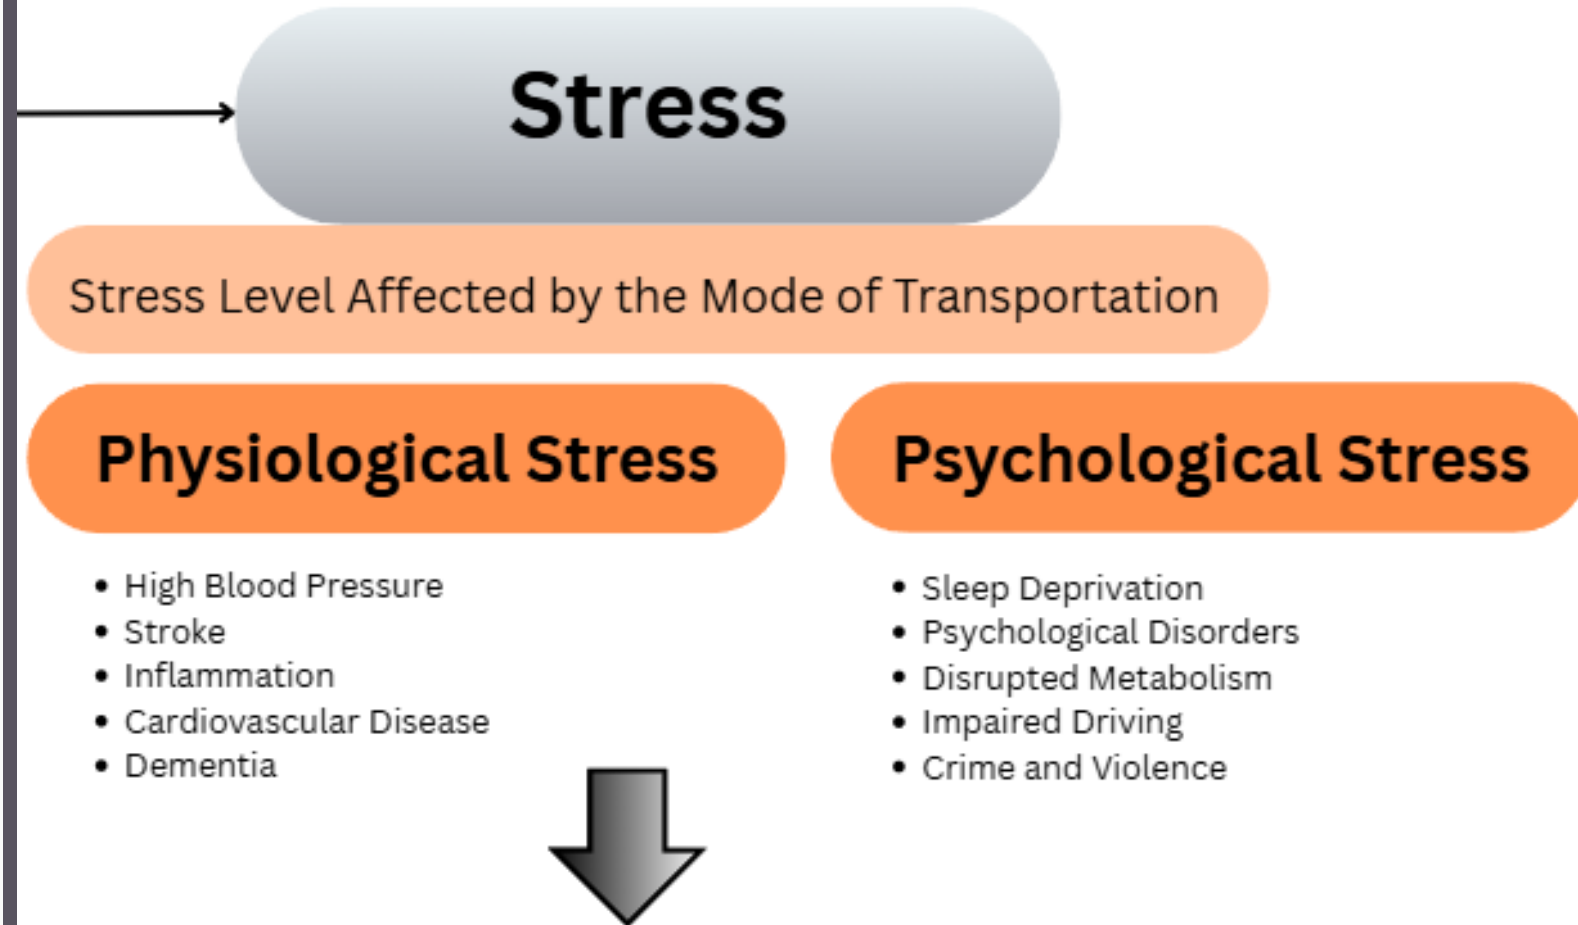 Stress
Stress Level Affected by the Mode of Transportation
Physiological Stress
• High Blood Pressure
• Stroke
• Inflammation
• Cardiovascular Disease
• Dementia
Psychological Stress
• Sleep Deprivation
• Psychological Disorders
• Disrupted Metabolism
• Impaired Driving
• Crime and Violence